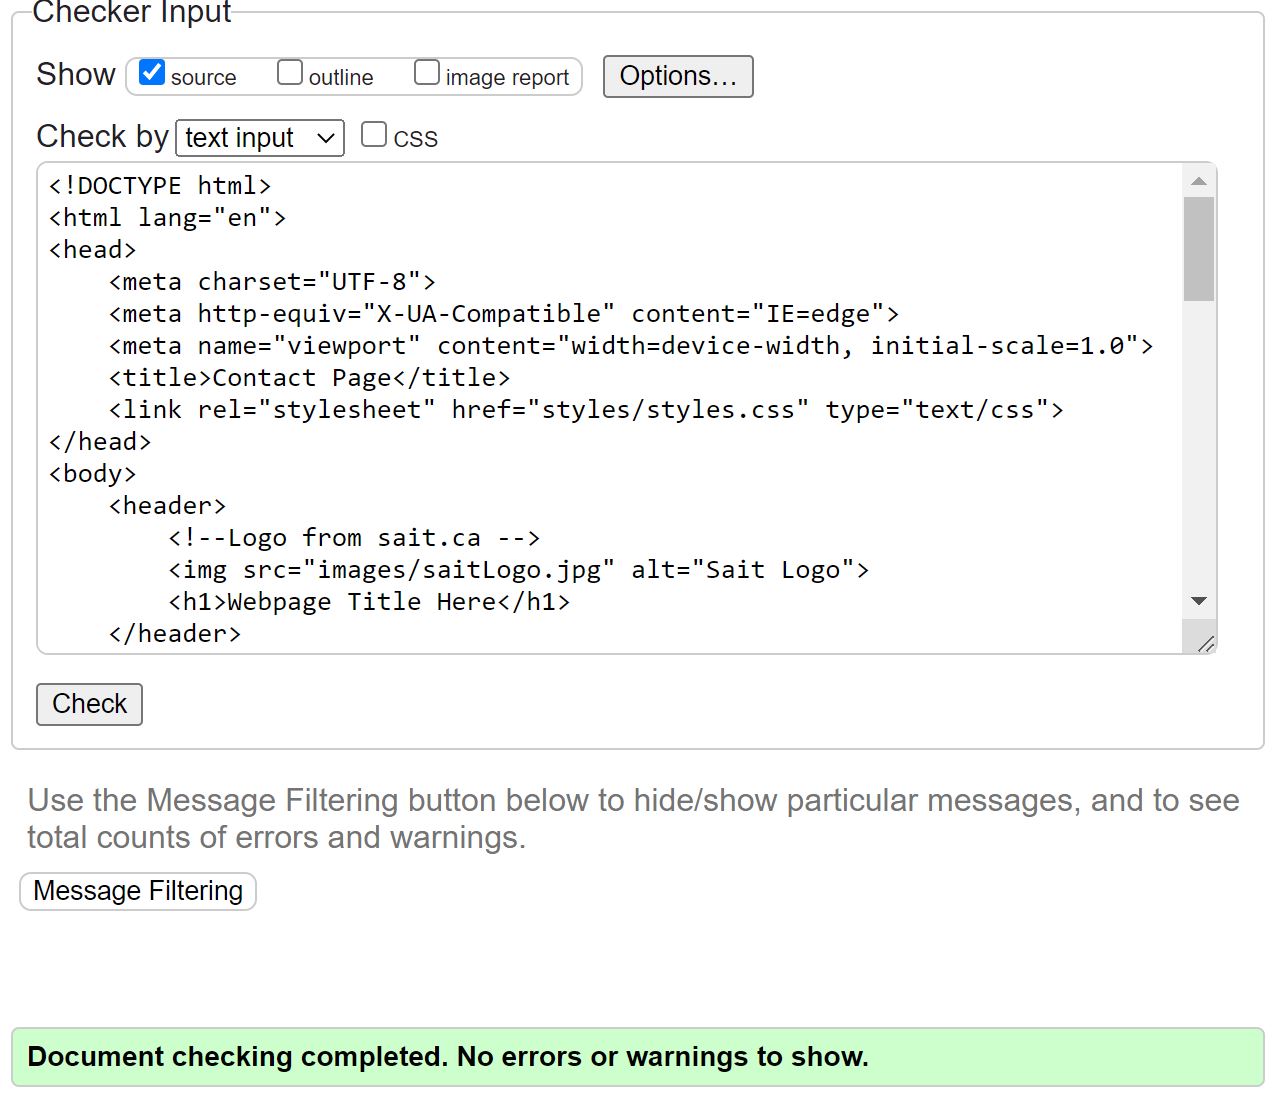 Checker Input
Show source outline image report Options...
Check by text input CSS
<!DOCTYPE html>
<html lang="en">
<head>
    <meta charset="UTF-8">
    <meta http-equiv="X-UA-Compatible" content="IE=edge">
    <meta name="viewport" content="width=device-width, initial-scale=1.0">
    <title>Contact Page</title>
    <link rel="stylesheet" href="styles/styles.css" type="text/css">
</head>
<body>
    <header>
        <!--Logo from sait.ca -->
        <img src="images/saitLogo.jpg" alt="Sait Logo">
        <h1>Webpage Title Here</h1>
    </header>
Check
Use the Message Filtering button below to hide/show particular messages, and to see
total counts of errors and warnings.
Message Filtering
Document checking completed. No errors or warnings to show.